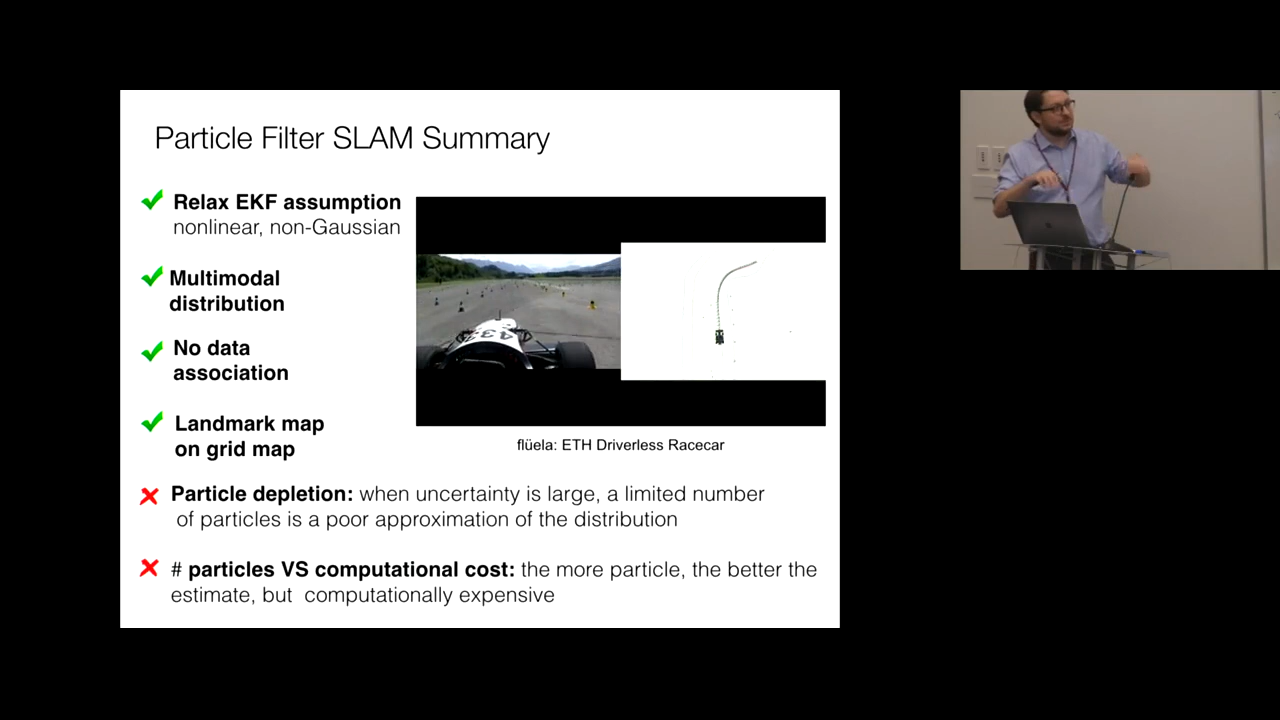 Particle Filter SLAM Summary
Relax EKF assumption
nonlinear, non-Gaussian
Multimodal
distribution
No data
association
Landmark map
on grid map
43
flüela: ETH Driverless Racecar
Particle depletion: when uncertainty is large, a limited number
of particles is a poor approximation of the distribution
# particles VS computational cost: the more particle, the better the
estimate, but computationally expensive